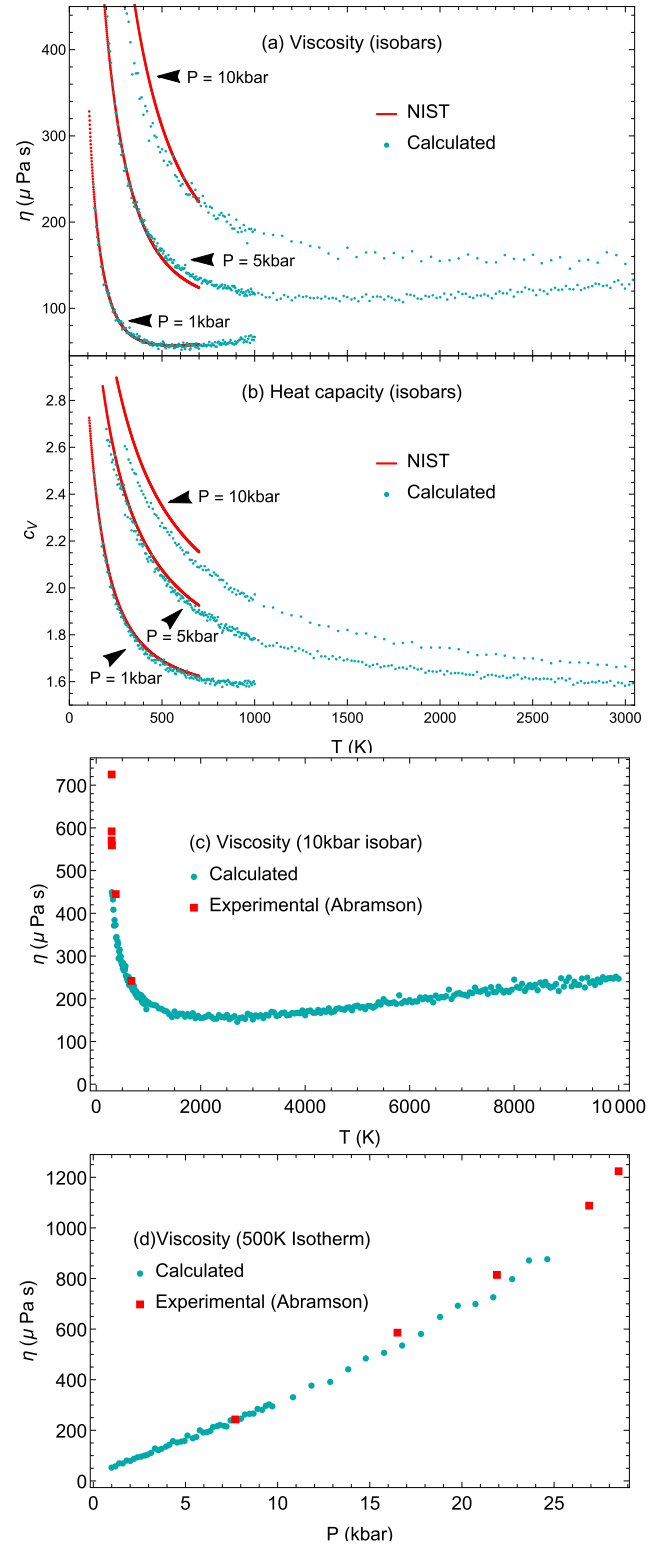 (a) Viscosity (isobars)
400
P = 10kbar
NIST
300
Calculated
η (μ Pa s)
200
P = 5kbar
100
P = 1kbar
(b) Heat capacity (isobars)
2.8
2.6
NIST
P = 10kbar
Calculated
2.4
c_V
2.2
2.0
P = 5kbar
1.8
P = 1kbar
1.6
0 500 1000 1500 2000 2500 3000
T (K)
700
600
(c) Viscosity (10kbar isobar)
Calculated
500
Experimental (Abramson)
400
η (μ Pa s)
300
200
100
0
0 2000 4000 6000 8000 10 000
T (K)
1200
1000
(d)Viscosity (500K Isotherm)
Calculated
800
Experimental (Abramson)
η (μ Pa s)
600
400
200
0
0 5 10 15 20 25
P (kbar)